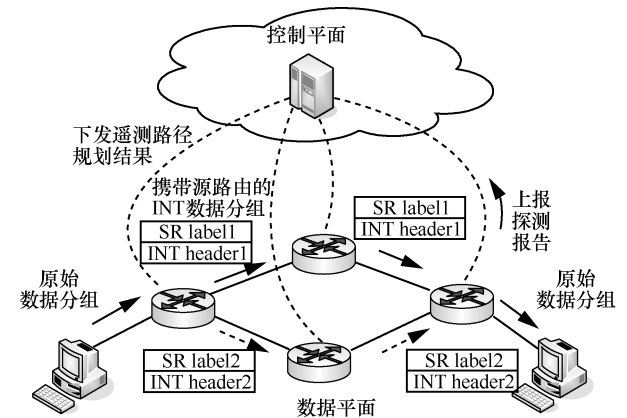 控制平面
下发遥测路径
规划结果
携带源路由的
INT数据分组
SR label1
INT header1
SR label1
INT header1
上报
探测
报告
原始
数据分组
原始
数据分组
SR label2
INT header2
SR label2
INT header2
数据平面